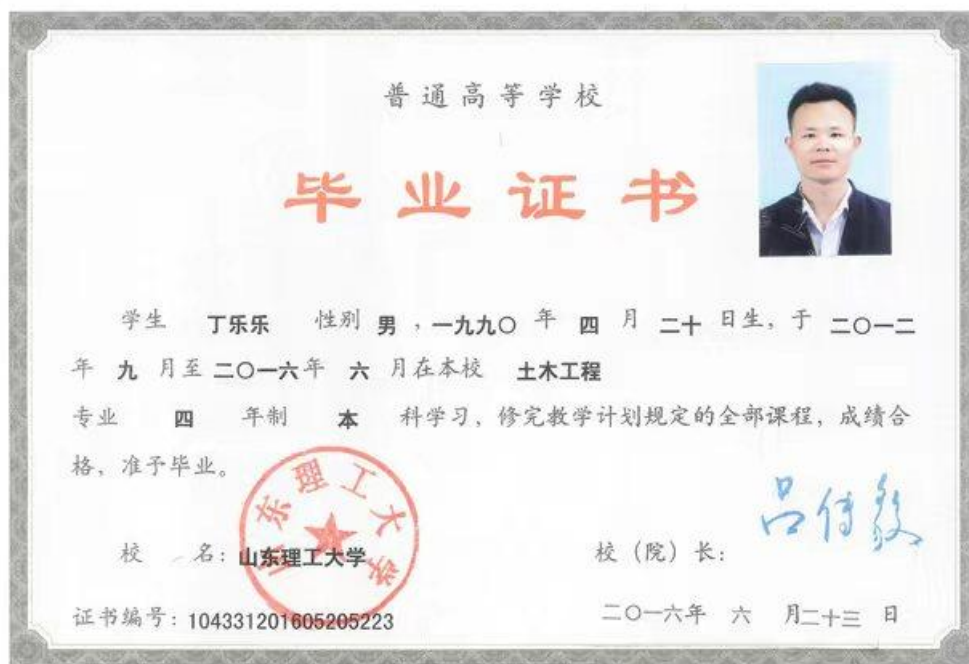 普通高等学校
毕业证书
学生 丁乐乐 性别 男，一九九〇 年 四 月 二十 日生，于 二〇一二
年 九 月至 二〇一六年 六 月在本校 土木工程
专业 四 年制 本 科学习，修完教学计划规定的全部课程，成绩合
格，准予毕业。
山东理工大学
吕传毅
校 名：山东理工大学 校（院）长：
证书编号：104331201605205223 二〇一六年 六 月二十三 日